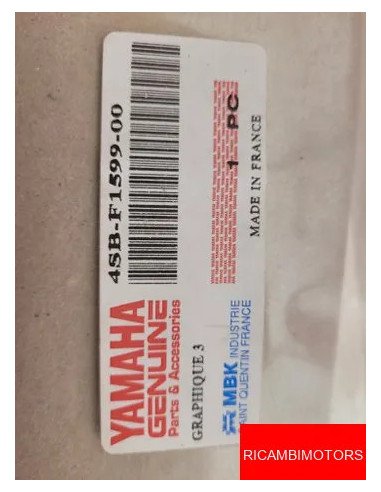 YAMAHA
GENUINE
Parts & Accessories
4SB-F1599-00
GRAPHIQUE 3
1 PC
MBK INDUSTRIE
SAINT QUENTIN FRANCE
MADE IN FRANCE
RICAMBIMOTORS